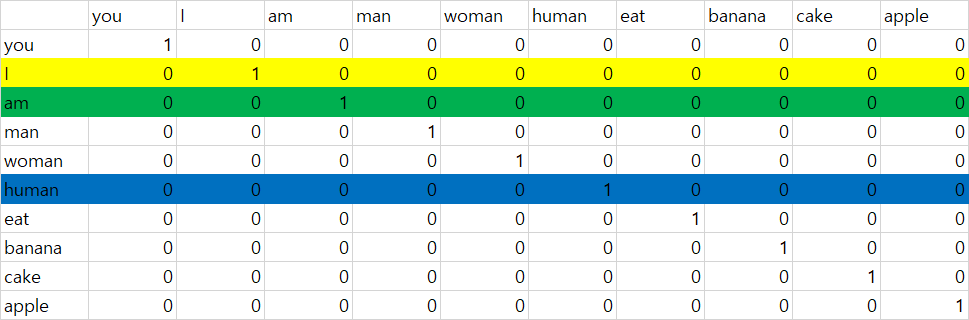 you I am man woman human eat banana cake apple
you 1 0 0 0 0 0 0 0 0 0
I 0 1 0 0 0 0 0 0 0 0
am 0 0 1 0 0 0 0 0 0 0
man 0 0 0 1 0 0 0 0 0 0
woman 0 0 0 0 1 0 0 0 0 0
human 0 0 0 0 0 1 0 0 0 0
eat 0 0 0 0 0 0 1 0 0 0
banana 0 0 0 0 0 0 0 1 0 0
cake 0 0 0 0 0 0 0 0 1 0
apple 0 0 0 0 0 0 0 0 0 1